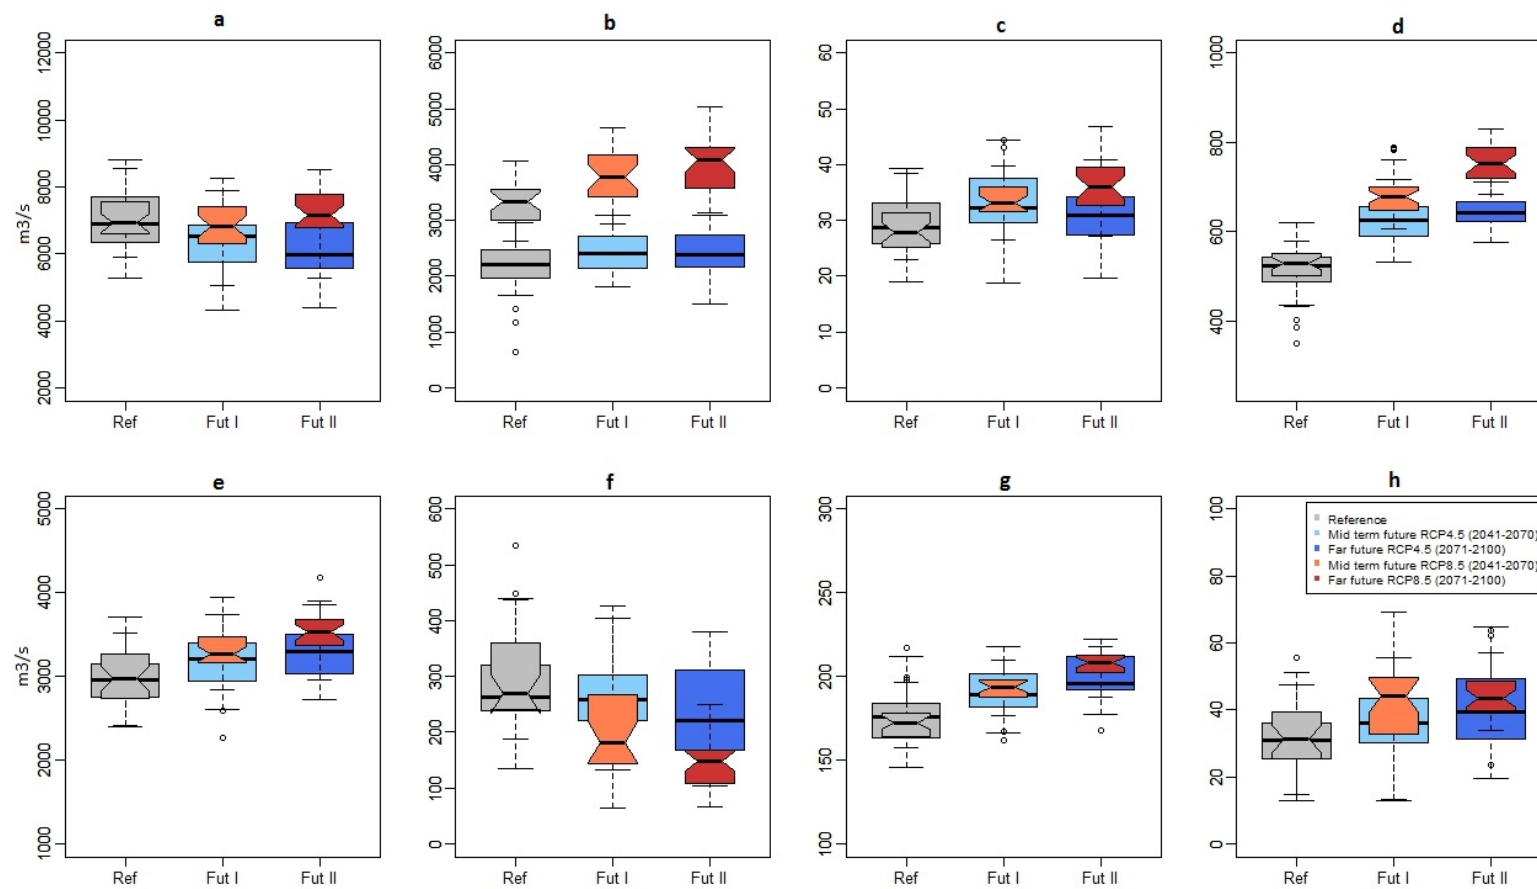 a
m3/s
12000
10000
8000
6000
4000
2000
Ref
Fut I
Fut II
b
6000
5000
4000
3000
2000
1000
0
Ref
Fut I
Fut II
c
60
50
40
30
20
10
0
Ref
Fut I
Fut II
d
1000
800
600
400
Ref
Fut I
Fut II
e
m3/s
5000
4000
3000
2000
1000
Ref
Fut I
Fut II
f
600
500
400
300
200
100
0
Ref
Fut I
Fut II
g
300
250
200
150
100
Ref
Fut I
Fut II
h
100
80
60
40
20
0
Reference
Mid term future RCP4.5 (2041-2070)
Far future RCP4.5 (2071-2100)
Mid term future RCP8.5 (2041-2070)
Far future RCP8.5 (2071-2100)
Ref
Fut I
Fut II